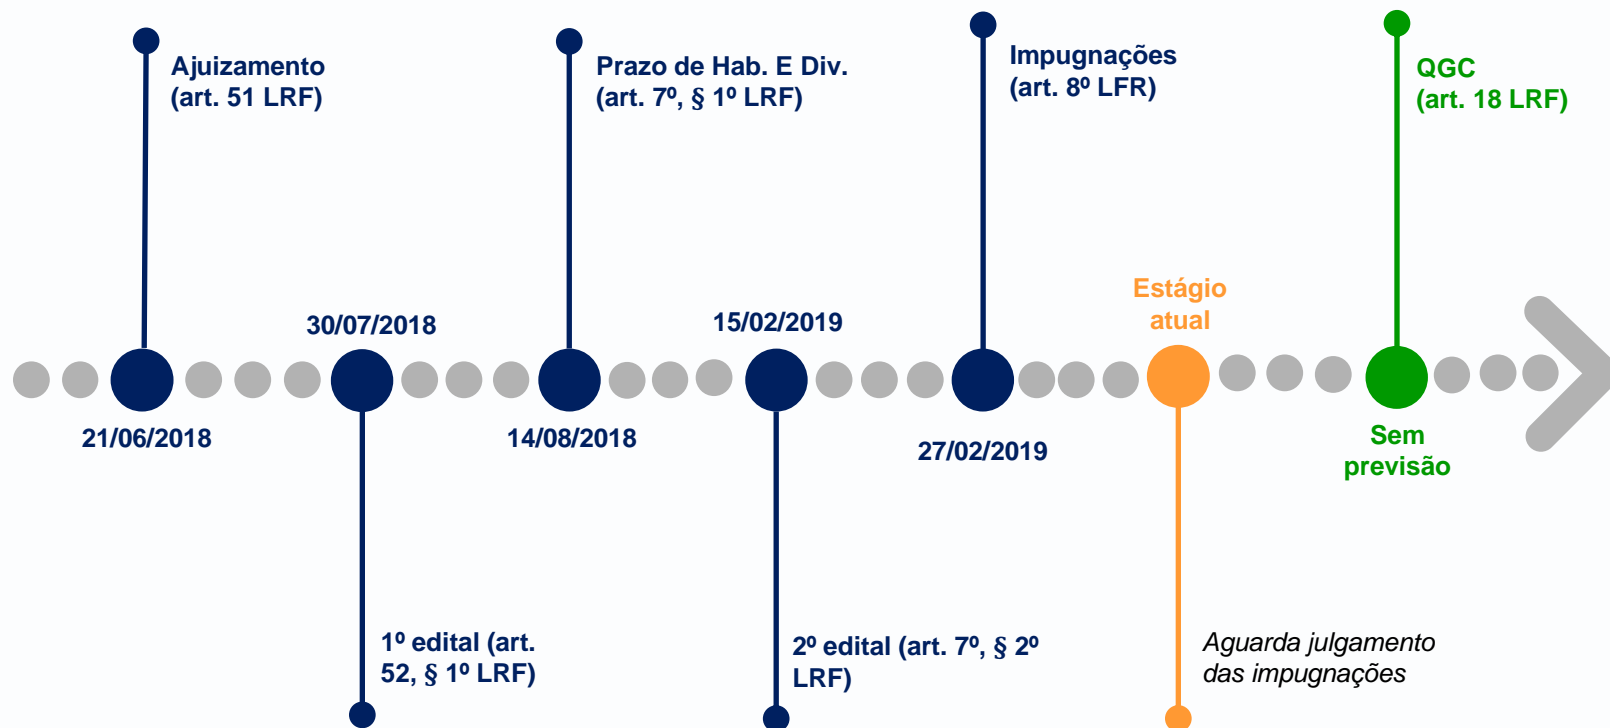 Ajuizamento
(art. 51 LRF)
21/06/2018
30/07/2018
1º edital (art.
52, § 1º LRF)
Prazo de Hab. E Div.
(art. 7º, § 1º LRF)
14/08/2018
15/02/2019
2º edital (art. 7º, § 2º
LRF)
Impugnações
(art. 8º LFR)
27/02/2019
Estágio
atual
Aguarda julgamento
das impugnações
QGC
(art. 18 LRF)
Sem
previsão